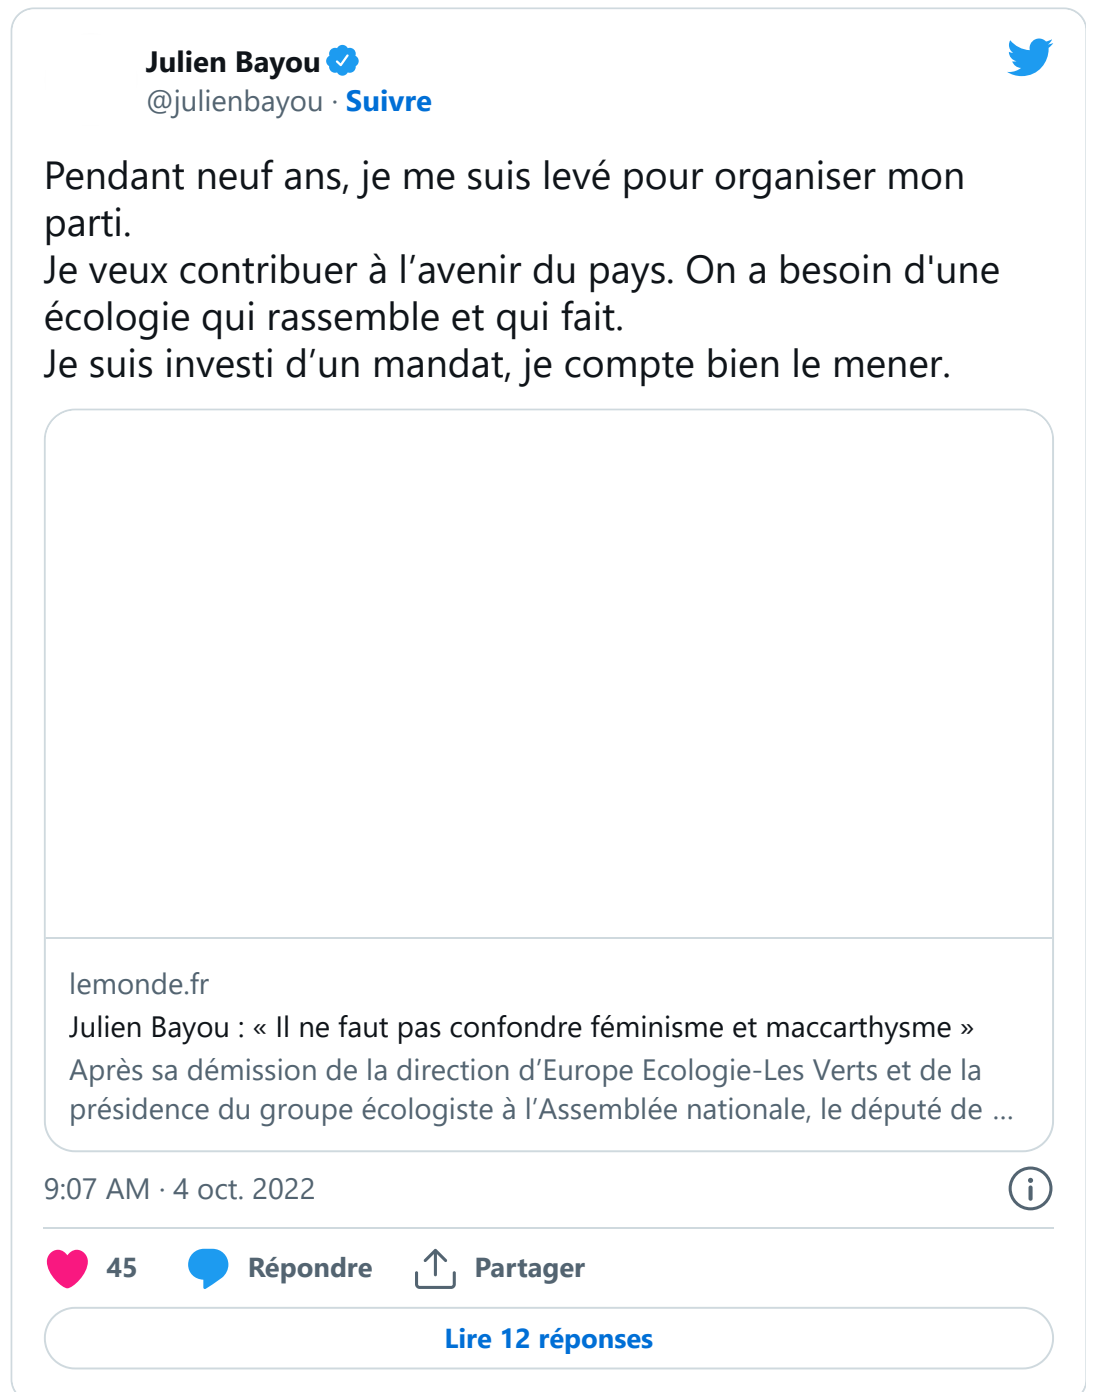 Julien Bayou
@julienbayou · Suivre
Pendant neuf ans, je me suis levé pour organiser mon
parti.
Je veux contribuer à l’avenir du pays. On a besoin d'une
écologie qui rassemble et qui fait.
Je suis investi d’un mandat, je compte bien le mener.
lemonde.fr
Julien Bayou : « Il ne faut pas confondre féminisme et maccarthysme »
Après sa démission de la direction d’Europe Ecologie-Les Verts et de la
présidence du groupe écologiste à l’Assemblée nationale, le député de …
9:07 AM · 4 oct. 2022
45 Répondre Partager
Lire 12 réponses